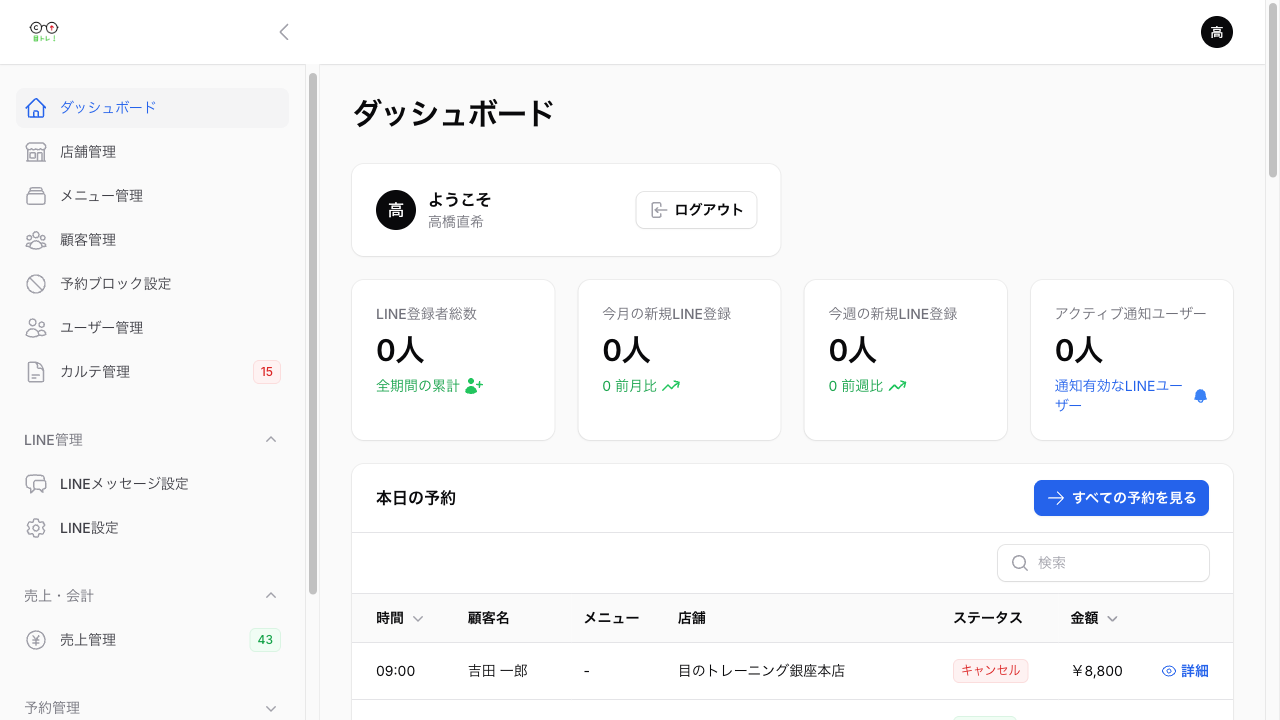 目トレ！
高
ダッシュボード
店舗管理
メニュー管理
顧客管理
予約ブロック設定
ユーザー管理
カルテ管理 15
LINE管理
LINEメッセージ設定
LINE設定
売上・会計
売上管理 43
予約管理
ダッシュボード
高
ようこそ
高橋直希
ログアウト
LINE登録者総数
0人
全期間の累計
今月の新規LINE登録
0人
0 前月比
今週の新規LINE登録
0人
0 前週比
アクティブ通知ユーザー
0人
通知有効なLINEユー
ザー
本日の予約
すべての予約を見る
検索
時間 顧客名 メニュー 店舗 ステータス 金額
09:00 吉田 一郎 - 目のトレーニング銀座本店 キャンセル ￥8,800 詳細